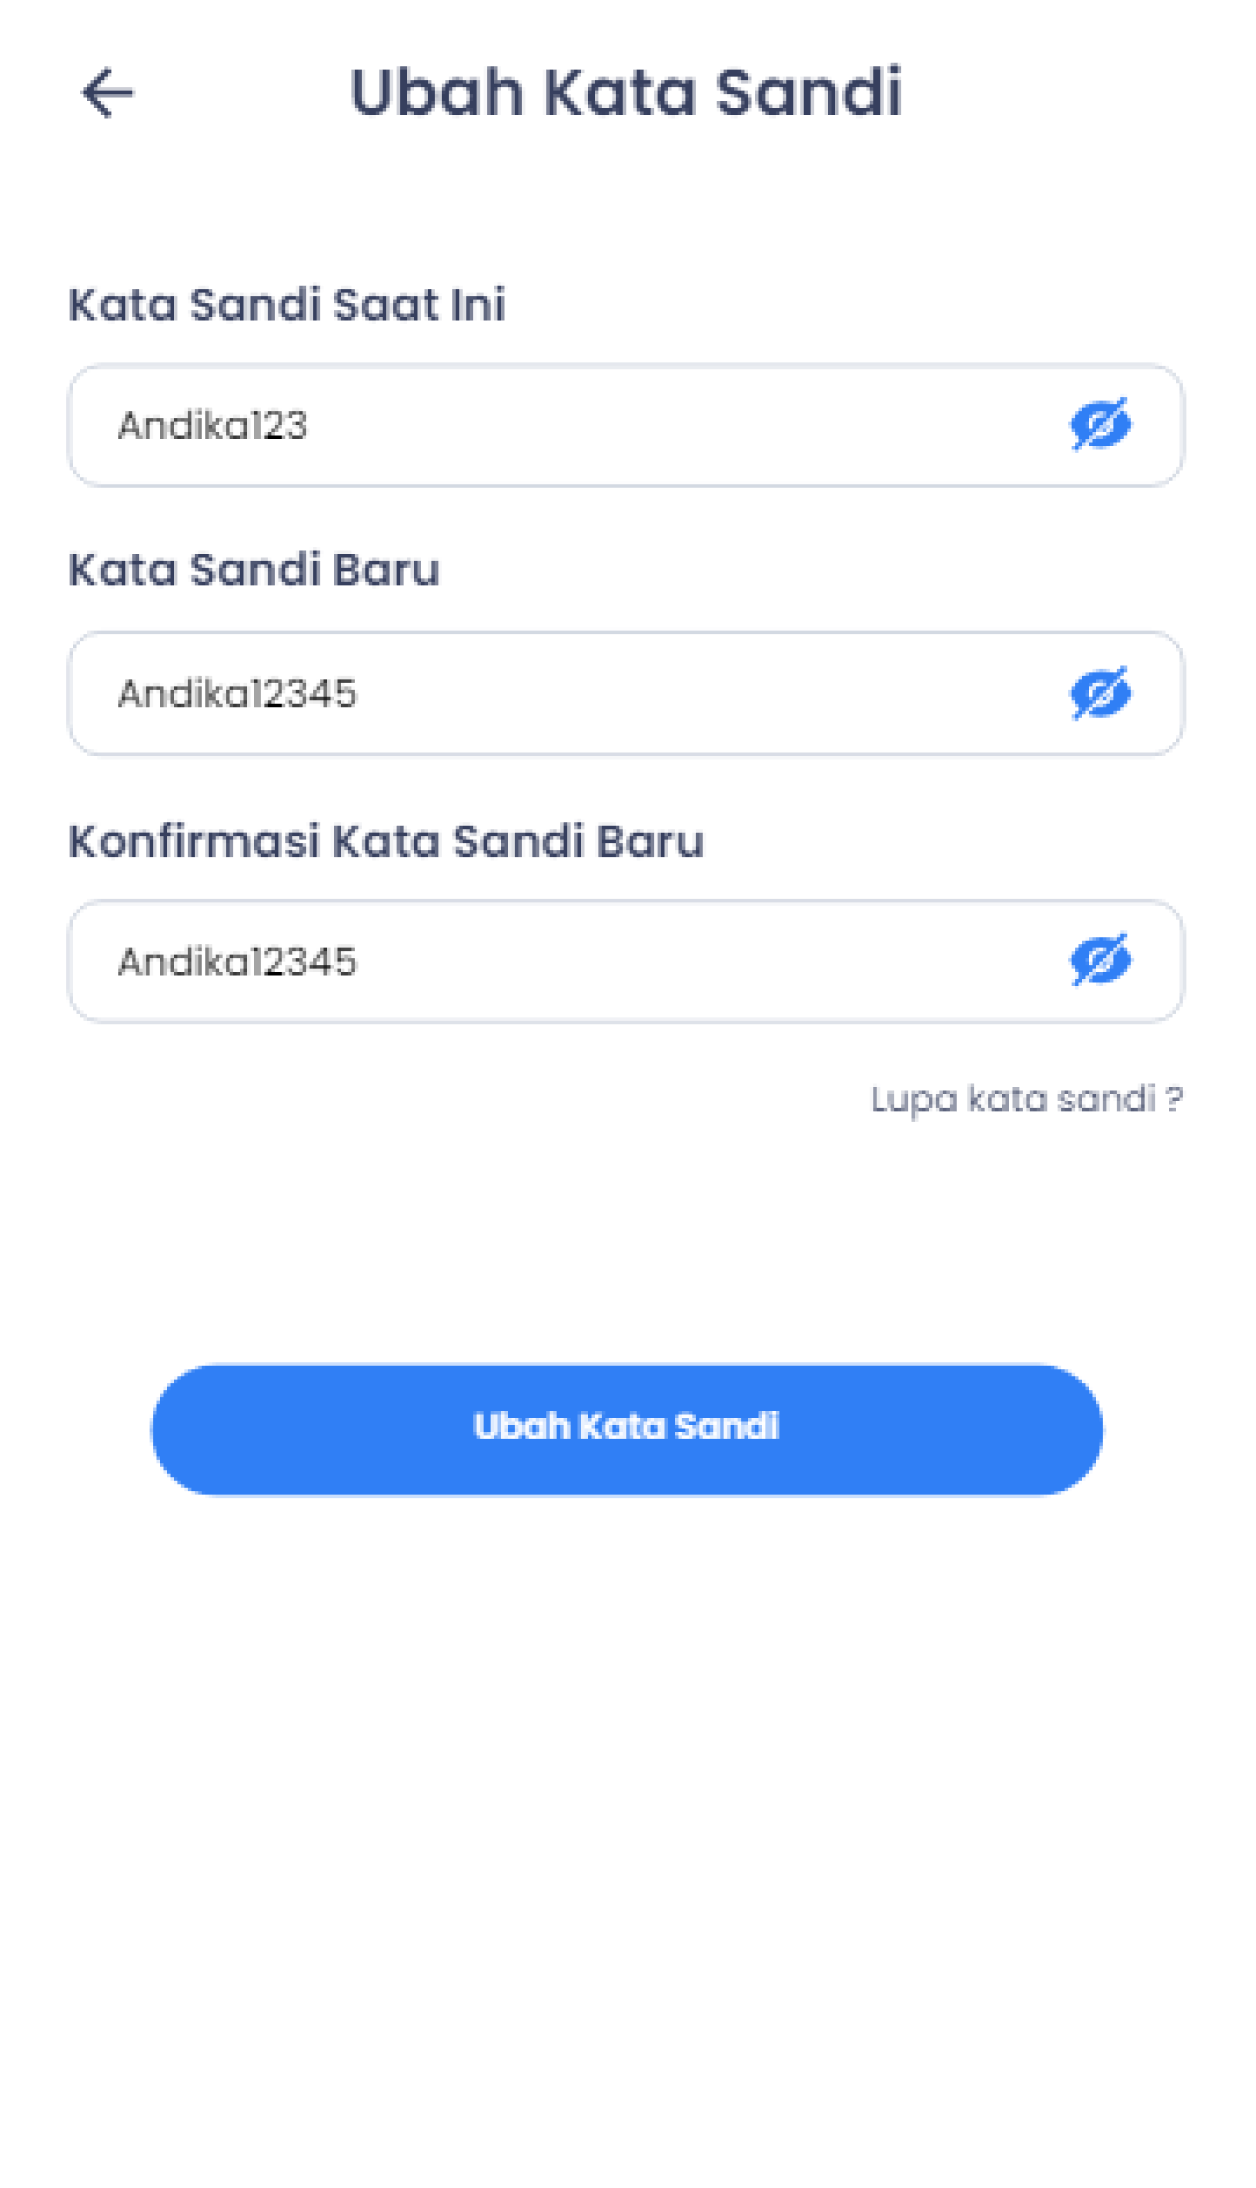 Ubah Kata Sandi
Kata Sandi Saat Ini
Andika123
Kata Sandi Baru
Andika12345
Konfirmasi Kata Sandi Baru
Andika12345
Lupa kata sandi ?
Ubah Kata Sandi